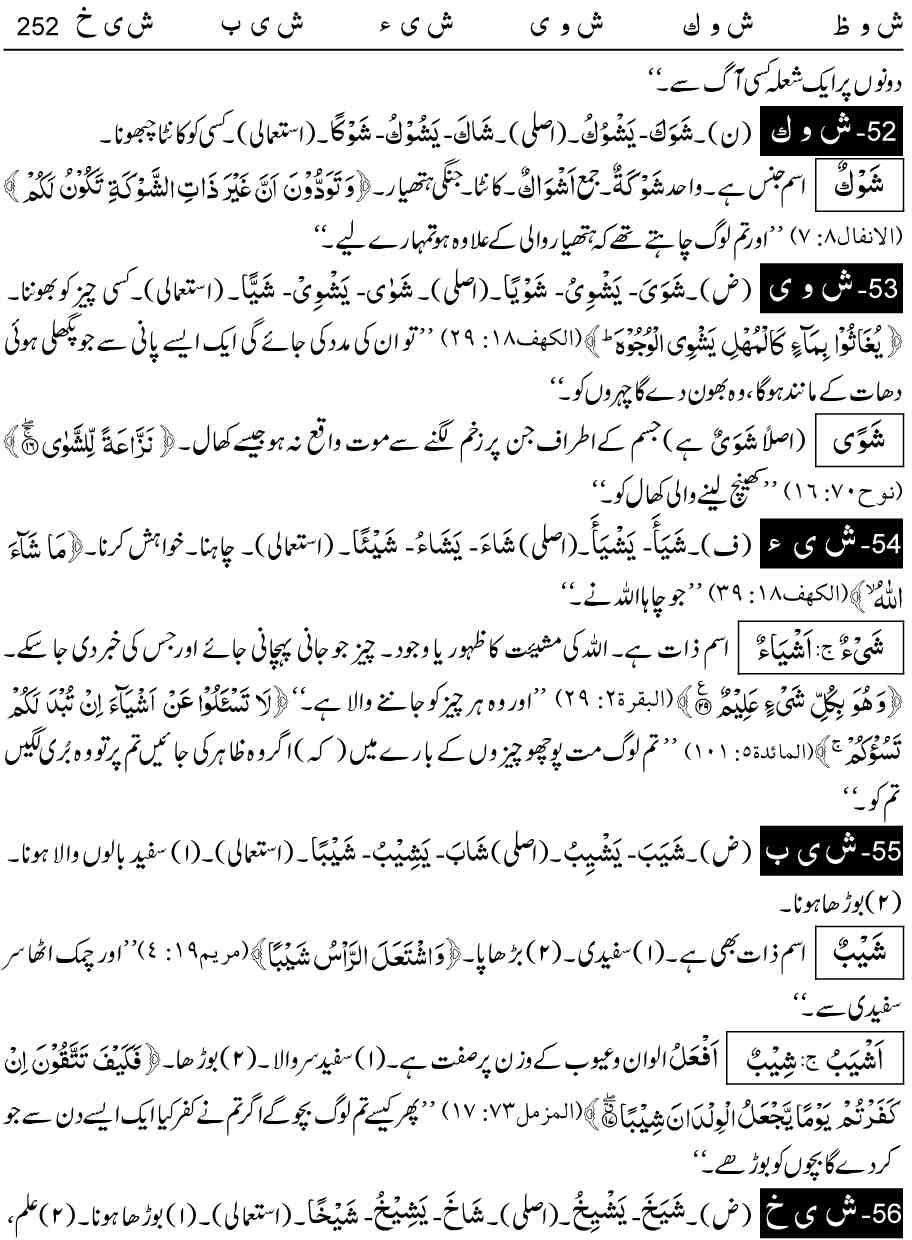 ش و ظ ش و ك ش و ى ش ى ء ش ى ب ش ى خ 252
دونوں پر ایک شعلہ کسی آگ سے۔‘‘
52- ش و ك (ن)۔ شَوَكَ- يَشْوُكُ۔ (اصلی)۔ شَاكَ- يَشُوْكُ- شَوْكًا۔ (استعمالی)۔ کسی کو کانٹا چبھونا۔
شَوْكٌ اسم جنس ہے۔ واحد شَوْكَةٌ۔ جمع اَشْوَاكٌ۔ کانٹا۔ جنگی ہتھیار۔ ﴿وَ تَوَدُّوْنَ اَنَّ غَيْرَ ذَاتِ الشَّوْكَةِ تَكُوْنُ لَكُمْ﴾
(الانفال۸: ۷) ’’اور تم لوگ چاہتے تھے کہ ہتھیار والی کے علاوہ ہو تمہارے لیے۔‘‘
53- ش و ى (ض)۔ شَوَىَ- يَشْوِىُ- شَوْيًا۔ (اصلی)۔ شَوٰى- يَشْوِىْ- شَيًّا۔ (استعمالی)۔ کسی چیز کو بھوننا۔
﴿يُغَاثُوْا بِمَآءٍ كَالْمُهْلِ يَشْوِى الْوُجُوْهَ ؕ﴾ (الکهف۱۸: ۲۹) ’’تو ان کی مدد کی جائے گی ایک ایسے پانی سے جو پگھلی ہوئی
دھات کے مانند ہوگا، وہ بھون دے گا چہروں کو۔‘‘
شَوًى (اصلاً شَوَىٌ ہے) جسم کے اطراف جن پر زخم لگنے سے موت واقع نہ ہو جیسے کھال۔ ﴿نَزَّاعَةً لِّلشَّوٰى ۚۖ۝۱۶﴾
(نوح۷۰: ۱۶) ’’کھینچ لینے والی کھال کو۔‘‘
54- ش ى ء (ف)۔ شَيَأَ- يَشْيَأُ۔ (اصلی) شَاءَ- يَشَاءُ- شَيْئًا۔ (استعمالی)۔ چاہنا۔ خواہش کرنا۔ ﴿مَا شَآءَ
اللّٰهُ ۙ﴾ (الکهف۱۸: ۳۹) ’’جو چاہا اللہ نے۔‘‘
شَىْءٌ ج: اَشْيَاءُ اسم ذات ہے۔ اللہ کی مشیئت کا ظہور یا وجود۔ چیز جو جانی پہچانی جائے اور جس کی خبر دی جا سکے۔
﴿وَهُوَ بِكُلِّ شَىْءٍ عَلِيْمٌ ۝۲۹﴾ (البقرة۲: ۲۹) ’’اور وہ ہر چیز کو جاننے والا ہے۔‘‘ ﴿لَا تَسْـَٔلُوْا عَنْ اَشْيَآءَ اِنْ تُبْدَ لَكُمْ
تَسُؤْكُمْ ۚ﴾ (المائدة۵: ۱۰۱) ’’تم لوگ مت پوچھو چیزوں کے بارے میں (کہ) اگر وہ ظاہر کی جائیں تم پر تو وہ بُری لگیں
تم کو۔‘‘
55- ش ى ب (ض)۔ شَيَبَ- يَشْيِبُ۔ (اصلی) شَابَ- يَشِيْبُ- شَيْبًا۔ (استعمالی)۔ (۱) سفید بالوں والا ہونا۔
(۲) بوڑھا ہونا۔
شَيْبٌ اسم ذات بھی ہے۔ (۱) سفیدی۔ (۲) بڑھاپا۔ ﴿وَاشْتَعَلَ الرَّاْسُ شَيْبًا﴾ (مریم۱۹: ٤) ’’اور چمک اٹھا سر
سفیدی سے۔‘‘
اَشْيَبُ ج: شِيْبٌ اَفْعَلُ الوان و عیوب کے وزن پر صفت ہے۔ (۱) سفید سر والا۔ (۲) بوڑھا۔ ﴿فَكَيْفَ تَتَّقُوْنَ اِنْ
كَفَرْتُمْ يَوْمًا يَّجْعَلُ الْوِلْدَانَ شِيْبًا ۖۗ۝۱۷﴾ (المزمل۷۳: ۱۷) ’’پھر کیسے تم لوگ بچو گے اگر تم نے کفر کیا ایک ایسے دن سے جو
کر دے گا بچوں کو بوڑھے۔‘‘
56- ش ى خ (ض)۔ شَيَخَ- يَشْيِخُ۔ (اصلی)۔ شَاخَ- يَشِيْخُ- شَيْخًا۔ (استعمالی)۔ (۱) بوڑھا ہونا۔ (۲) علم،